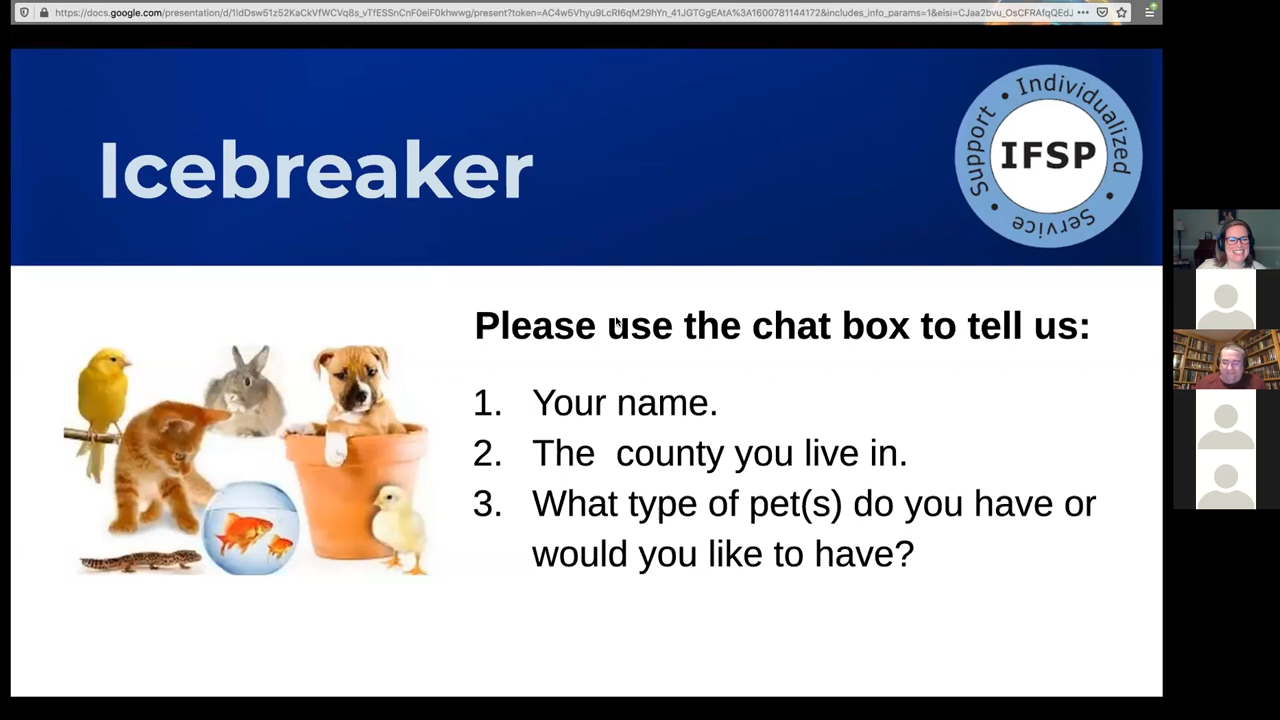 Icebreaker
• Individualized • Service • Support
IFSP
Please use the chat box to tell us:
1. Your name.
2. The  county you live in.
3. What type of pet(s) do you have or
would you like to have?